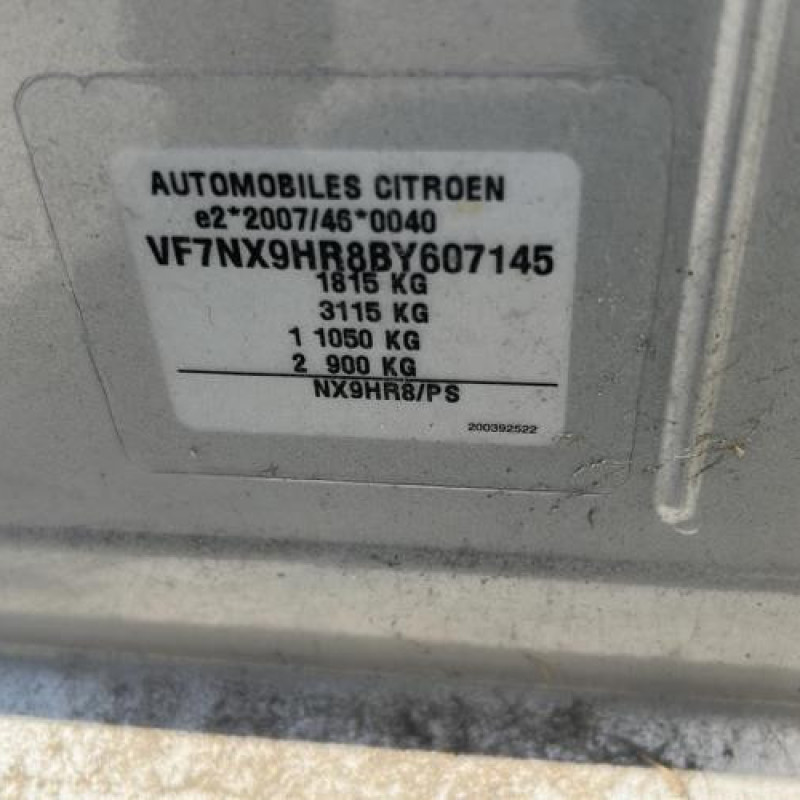 AUTOMOBILES CITROEN
e2*2007/46*0040
VF7NX9HR8BY607145
1815 KG
3115 KG
1 1050 KG
2 900 KG
NX9HR8/PS
200392522